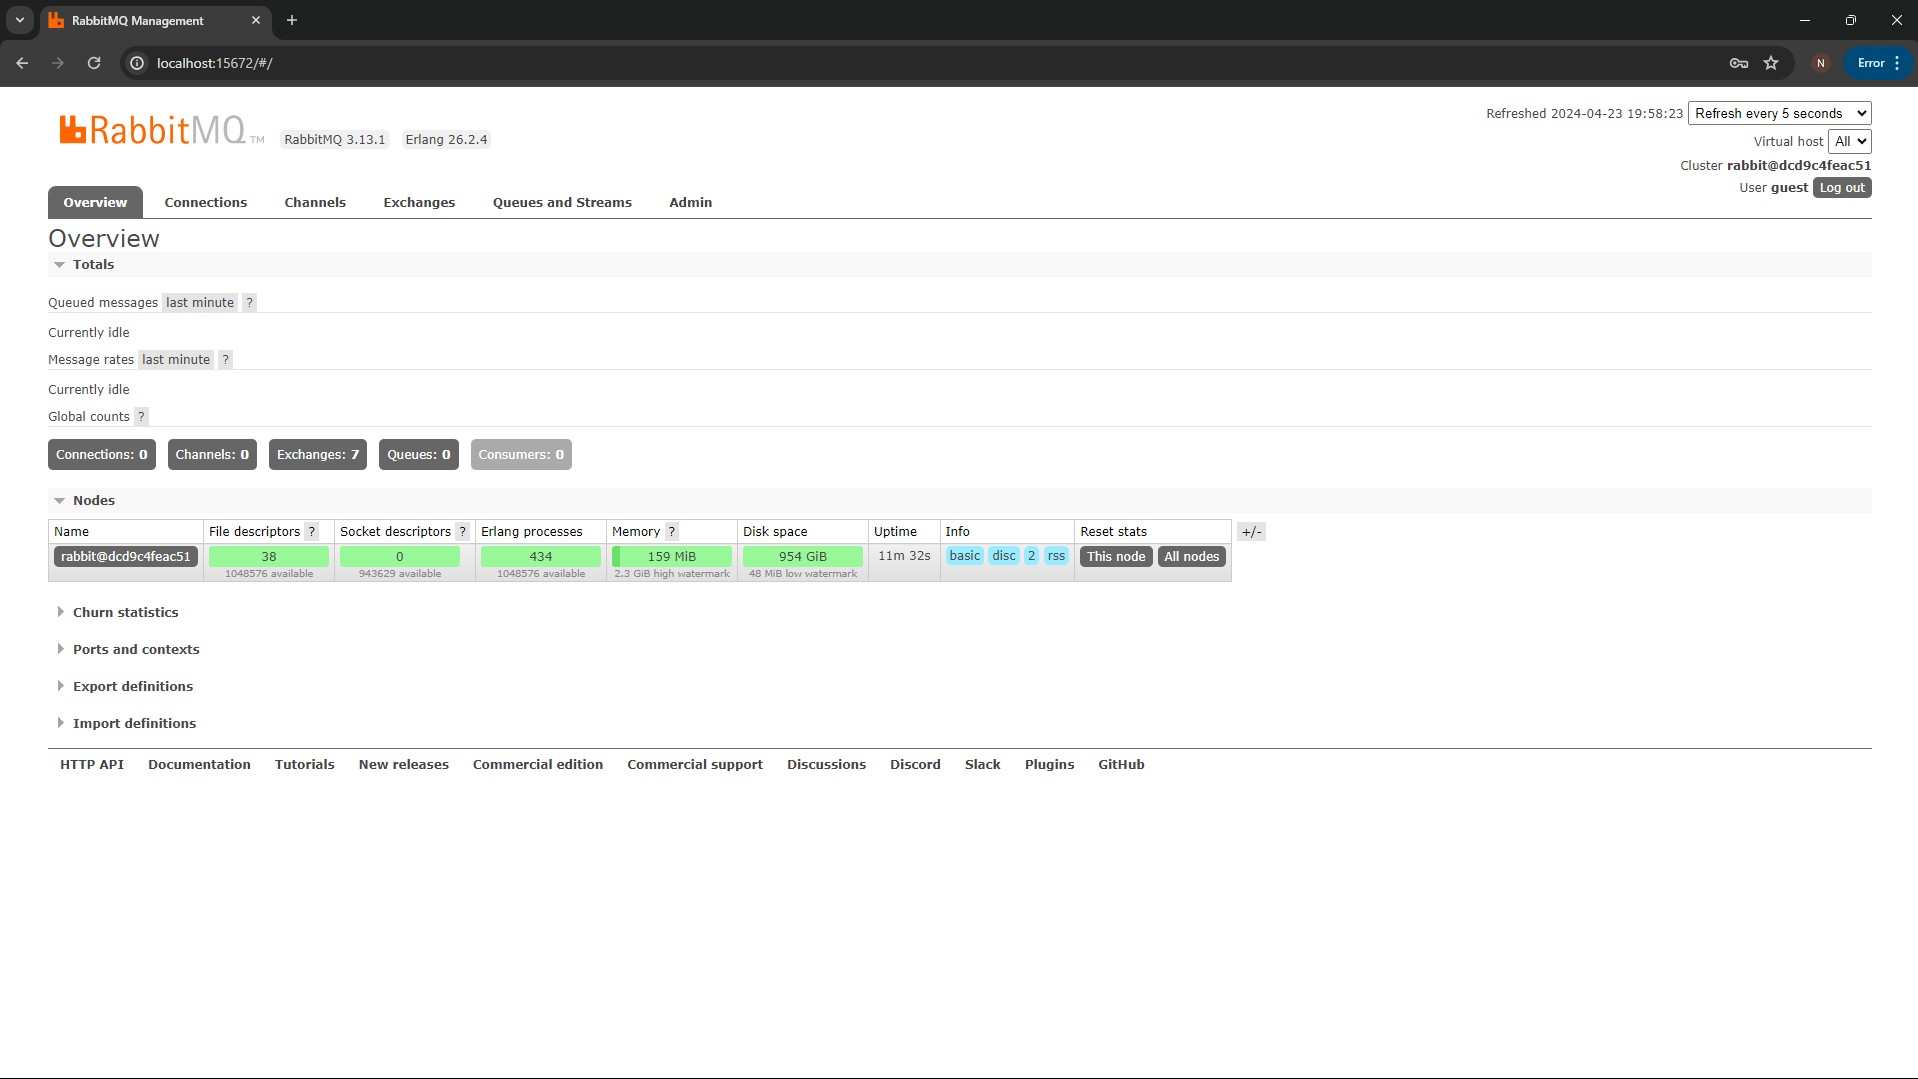 RabbitMQ Management
localhost:15672/#/
N
Error
RabbitMQ TM
RabbitMQ 3.13.1 Erlang 26.2.4
Refreshed 2024-04-23 19:58:23 Refresh every 5 seconds
Virtual host All
Cluster rabbit@dcd9c4feac51
User guest Log out
Overview Connections Channels Exchanges Queues and Streams Admin
Overview
Totals
Queued messages last minute ?
Currently idle
Message rates last minute ?
Currently idle
Global counts ?
Connections: 0 Channels: 0 Exchanges: 7 Queues: 0 Consumers: 0
Nodes
Name File descriptors ? Socket descriptors ? Erlang processes Memory ? Disk space Uptime Info Reset stats +/-
rabbit@dcd9c4feac51 38 0 434 159 MiB 954 GiB 11m 32s basic disc 2 rss This node All nodes
1048576 available 943629 available 1048576 available 2.3 GiB high watermark 48 MiB low watermark
Churn statistics
Ports and contexts
Export definitions
Import definitions
HTTP API Documentation Tutorials New releases Commercial edition Commercial support Discussions Discord Slack Plugins GitHub